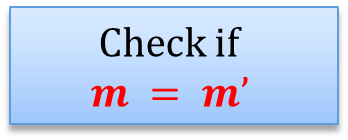 Check if
m = m’